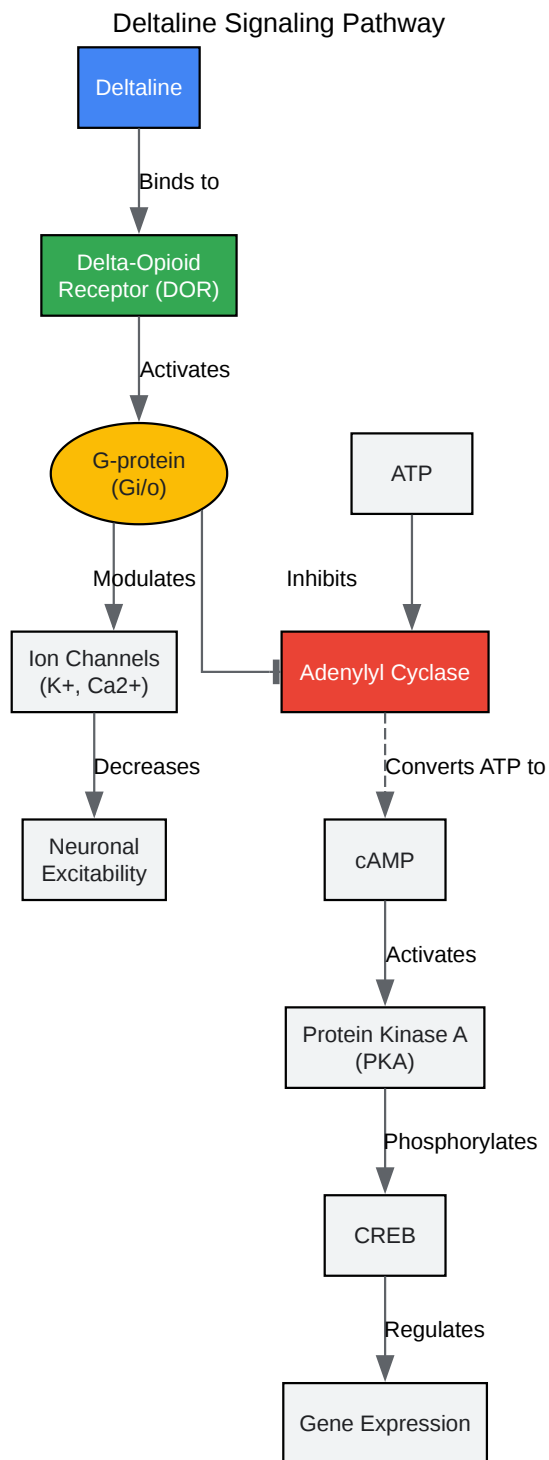 Deltaline Signaling Pathway
Deltaline
Binds to
Delta-Opioid
Receptor (DOR)
Activates
G-protein
(Gi/o)
ATP
Modulates
Inhibits
Ion Channels
(K+, Ca2+)
Adenylyl Cyclase
Decreases
Converts ATP to
Neuronal
Excitability
cAMP
Activates
Protein Kinase A
(PKA)
Phosphorylates
CREB
Regulates
Gene Expression